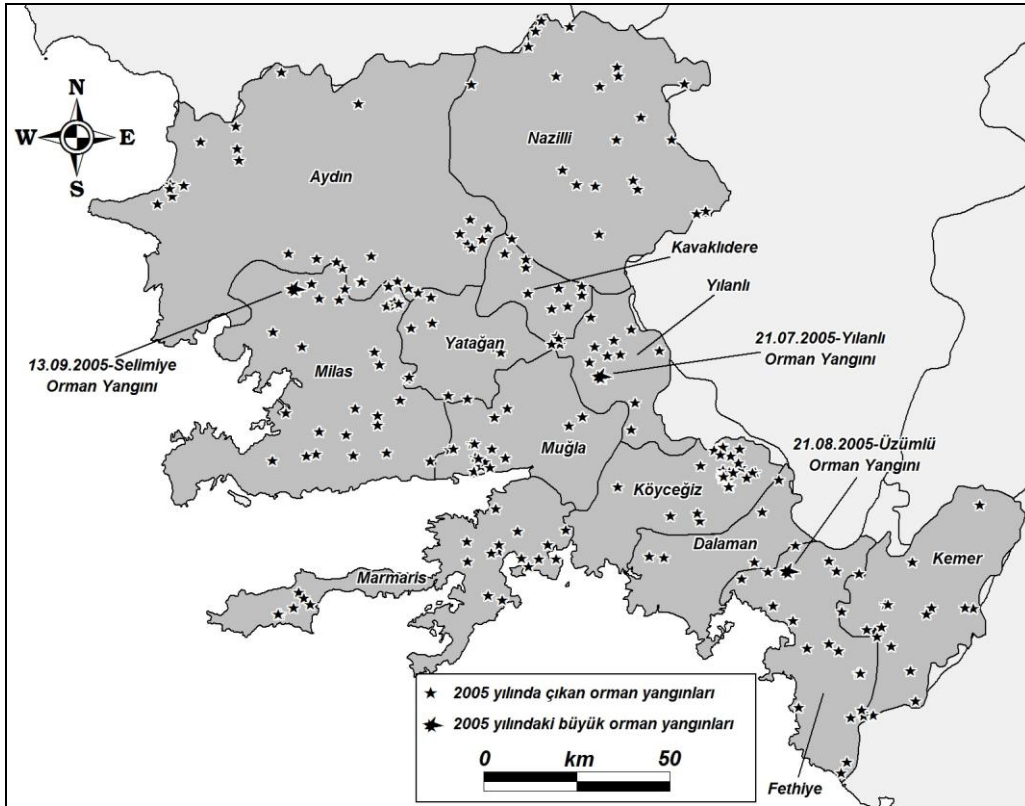 N
W E
S
Nazilli
Aydın
Kavaklıdere
Yılanlı
21.07.2005-Yılanlı
Orman Yangını
Yatağan
13.09.2005-Selimiye
Orman Yangını
Milas
21.08.2005-Üzümlü
Orman Yangını
Muğla
Köyceğiz
Dalaman
Kemer
Marmaris
2005 yılında çıkan orman yangınları
2005 yılındaki büyük orman yangınları
0 km 50
Fethiye